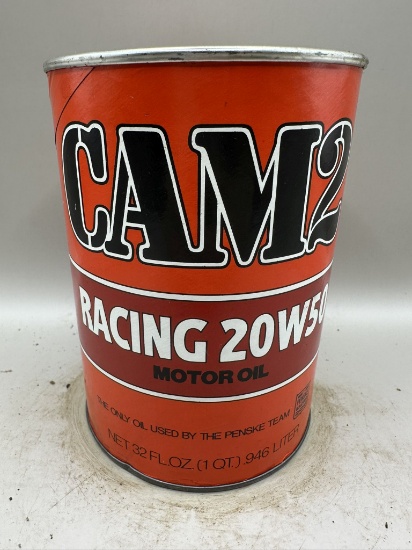 CAM2
RACING 20W50
MOTOR OIL
THE ONLY OIL USED BY THE PENSKE TEAM
NET 32 FL. OZ. (1 QT.) .946 LITER